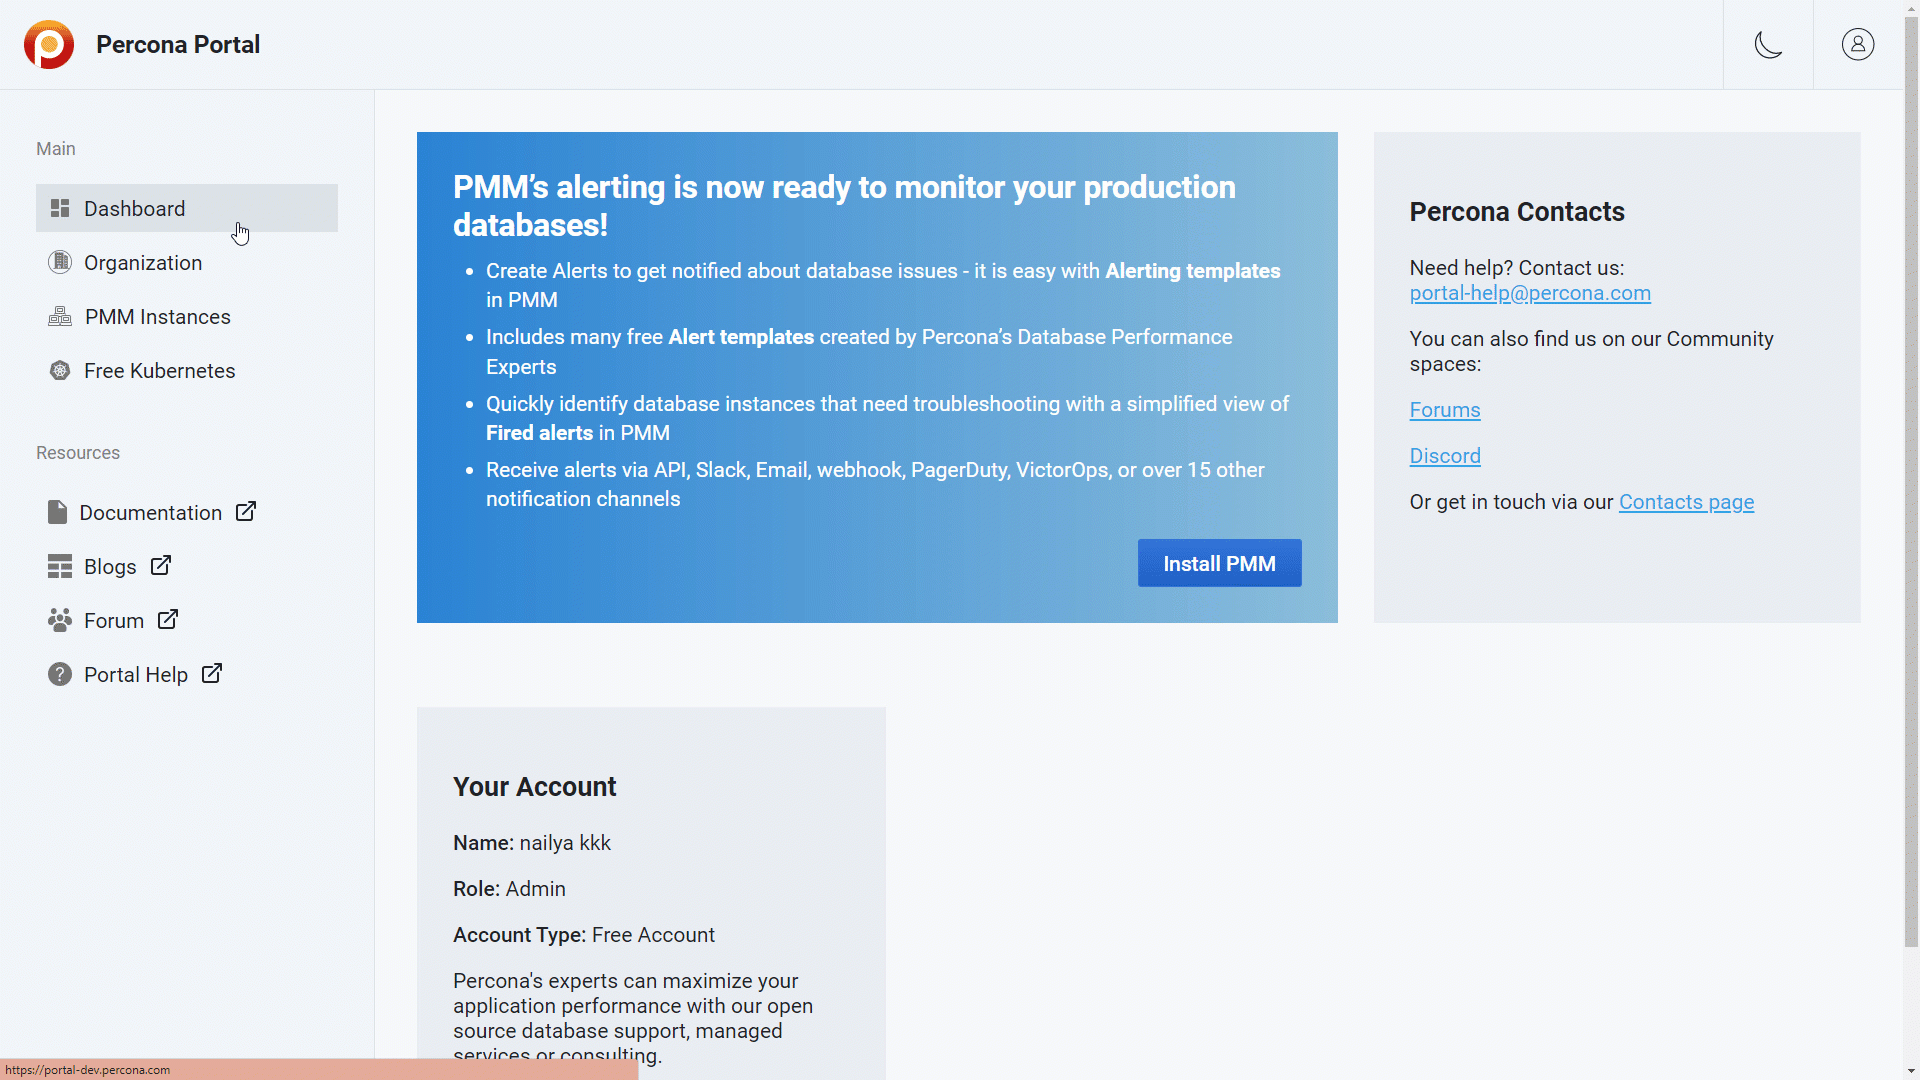 Percona Portal
Main
Dashboard
Organization
PMM Instances
Free Kubernetes
Resources
Documentation
Blogs
Forum
Portal Help
PMM’s alerting is now ready to monitor your production
databases!
• Create Alerts to get notified about database issues - it is easy with Alerting templates
in PMM
• Includes many free Alert templates created by Percona’s Database Performance
Experts
• Quickly identify database instances that need troubleshooting with a simplified view of
Fired alerts in PMM
• Receive alerts via API, Slack, Email, webhook, PagerDuty, VictorOps, or over 15 other
notification channels
Install PMM
Percona Contacts
Need help? Contact us:
portal-help@percona.com
You can also find us on our Community
spaces:
Forums
Discord
Or get in touch via our Contacts page
Your Account
Name: nailya kkk
Role: Admin
Account Type: Free Account
Percona's experts can maximize your
application performance with our open
source database support, managed
services or consulting.
https://portal-dev.percona.com